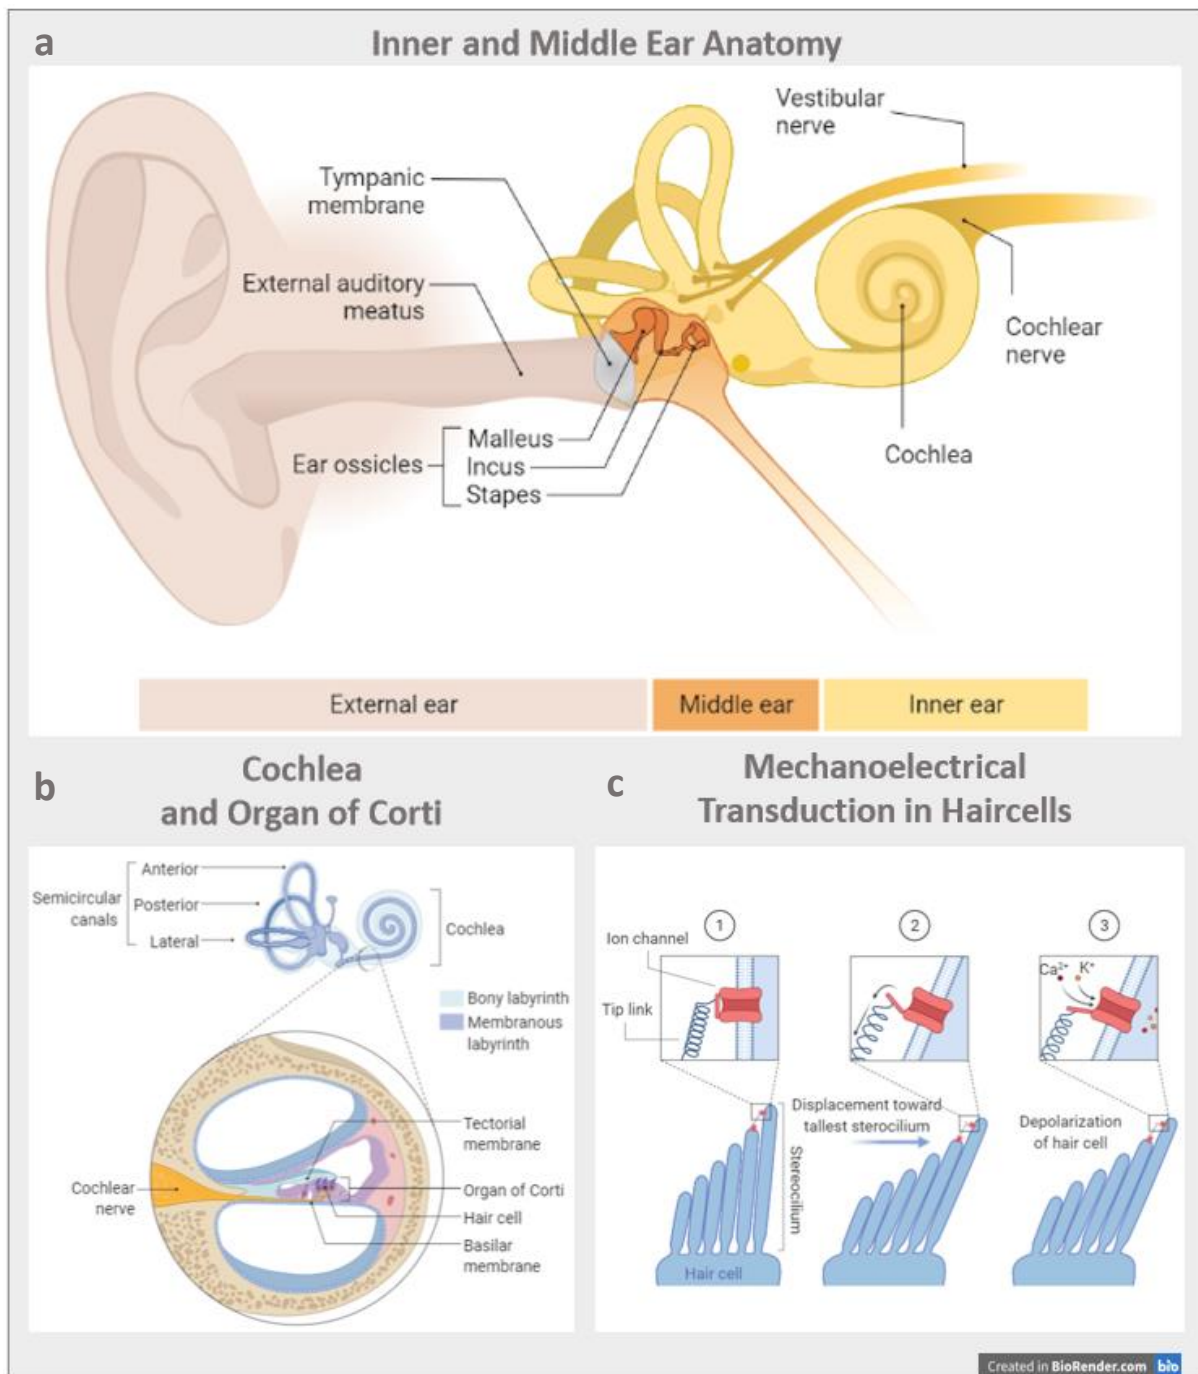 a
Inner and Middle Ear Anatomy
Vestibular
nerve
Tympanic
membrane
External auditory
meatus
Cochlear
nerve
Ear ossicles
Malleus
Incus
Stapes
Cochlea
External ear
Middle ear
Inner ear
b
Cochlea
and Organ of Corti
Semicircular
canals
Anterior
Posterior
Lateral
Cochlea
Bony labyrinth
Membranous
labyrinth
Tectorial
membrane
Cochlear
nerve
Organ of Corti
Hair cell
Basilar
membrane
c
Mechanoelectrical
Transduction in Haircells
1
2
3
Ion channel
Tip link
Ca²⁺ K⁺
Displacement toward
tallest sterocilium
Depolarization
of hair cell
Stereocilium
Hair cell
Created in BioRender.com bio